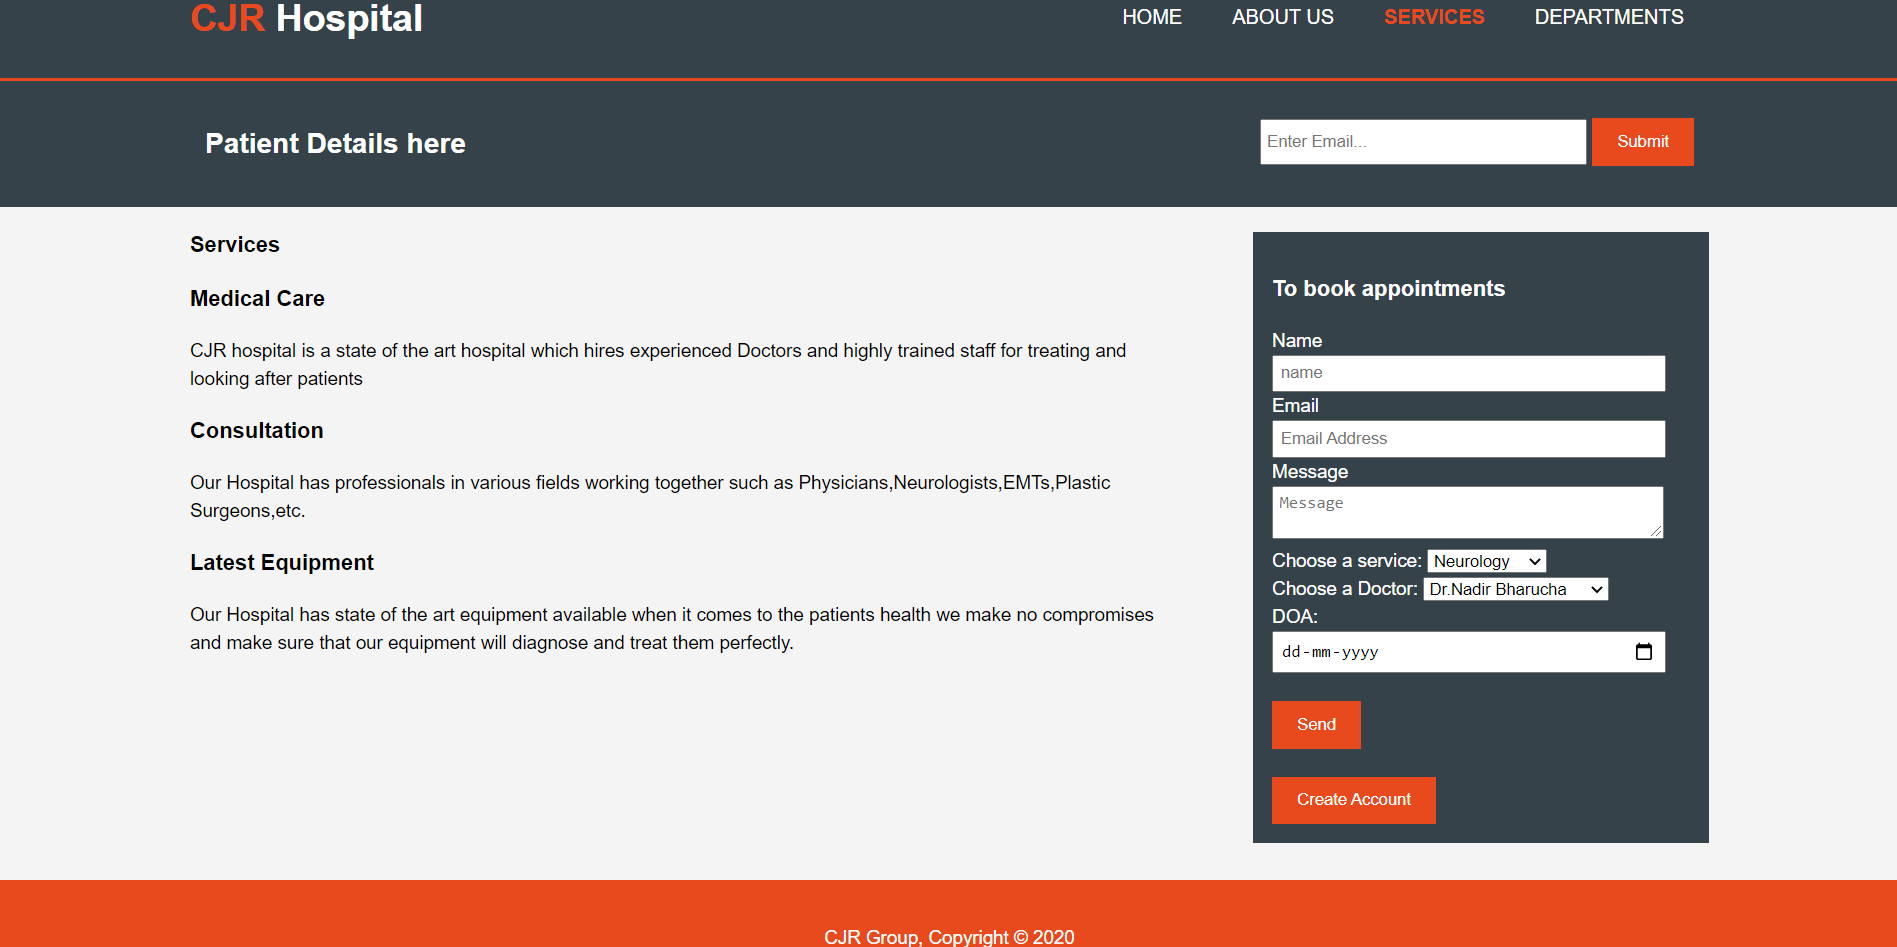 CJR Hospital
HOME ABOUT US SERVICES DEPARTMENTS
Patient Details here
Enter Email...
Submit
Services
Medical Care
CJR hospital is a state of the art hospital which hires experienced Doctors and highly trained staff for treating and
looking after patients
Consultation
Our Hospital has professionals in various fields working together such as Physicians,Neurologists,EMTs,Plastic
Surgeons,etc.
Latest Equipment
Our Hospital has state of the art equipment available when it comes to the patients health we make no compromises
and make sure that our equipment will diagnose and treat them perfectly.
To book appointments
Name
name
Email
Email Address
Message
Message
Choose a service: Neurology
Choose a Doctor: Dr.Nadir Bharucha
DOA:
dd-mm-yyyy
Send
Create Account
CJR Group, Copyright © 2020